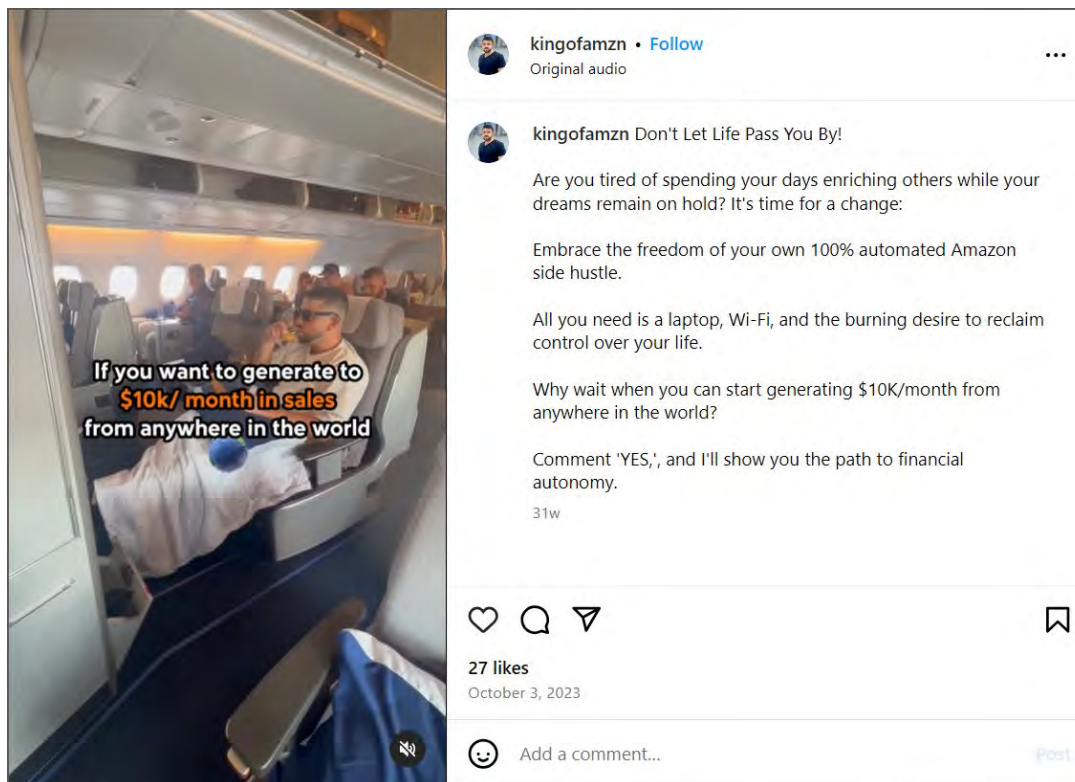 If you want to generate to
$10k/ month in sales
from anywhere in the world
kingofamzn • Follow
Original audio
kingofamzn Don't Let Life Pass You By!
Are you tired of spending your days enriching others while your
dreams remain on hold? It's time for a change:
Embrace the freedom of your own 100% automated Amazon
side hustle.
All you need is a laptop, Wi-Fi, and the burning desire to reclaim
control over your life.
Why wait when you can start generating $10K/month from
anywhere in the world?
Comment 'YES,', and I'll show you the path to financial
autonomy.
31w
27 likes
October 3, 2023
Add a comment...
Post